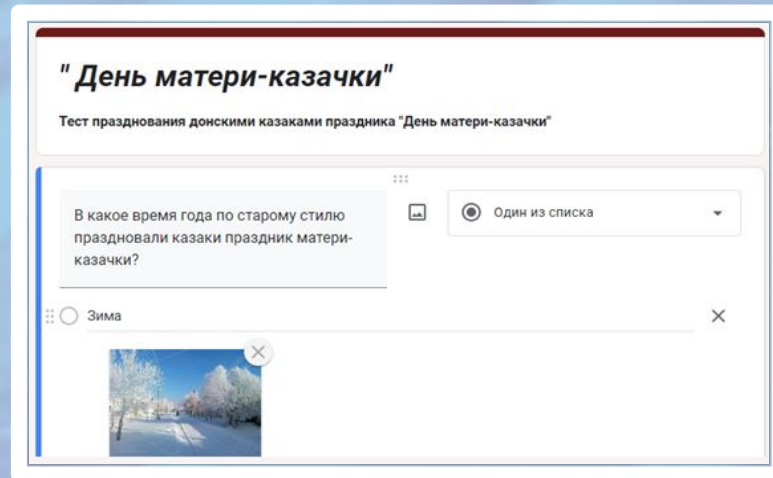 " День матери-казачки"
Тест празднования донскими казаками праздника "День матери-казачки"
В какое время года по старому стилю
праздновали казаки праздник матери-
казачки?
Один из списка
Зима